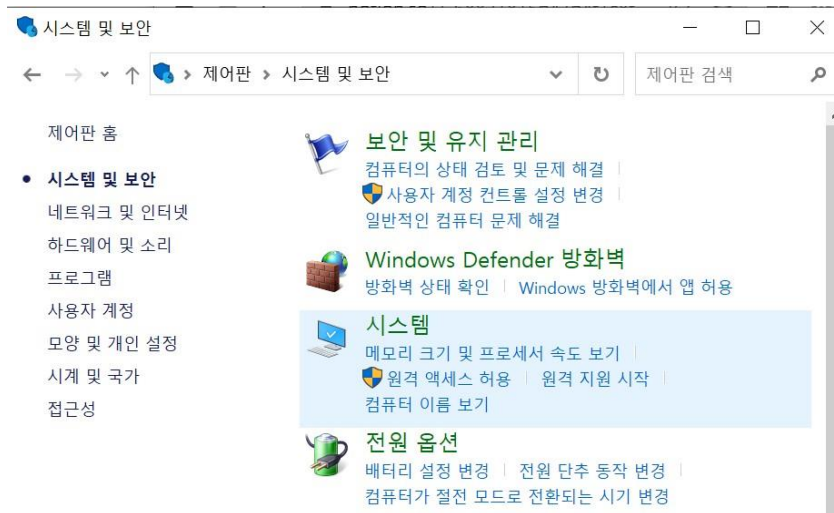 시스템 및 보안
제어판 > 시스템 및 보안
제어판 검색
제어판 홈
시스템 및 보안
네트워크 및 인터넷
하드웨어 및 소리
프로그램
사용자 계정
모양 및 개인 설정
시계 및 국가
접근성
보안 및 유지 관리
컴퓨터의 상태 검토 및 문제 해결
사용자 계정 컨트롤 설정 변경
일반적인 컴퓨터 문제 해결
Windows Defender 방화벽
방화벽 상태 확인 | Windows 방화벽에서 앱 허용
시스템
메모리 크기 및 프로세서 속도 보기
원격 액세스 허용 | 원격 지원 시작
컴퓨터 이름 보기
전원 옵션
배터리 설정 변경 | 전원 단추 동작 변경
컴퓨터가 절전 모드로 전환되는 시기 변경